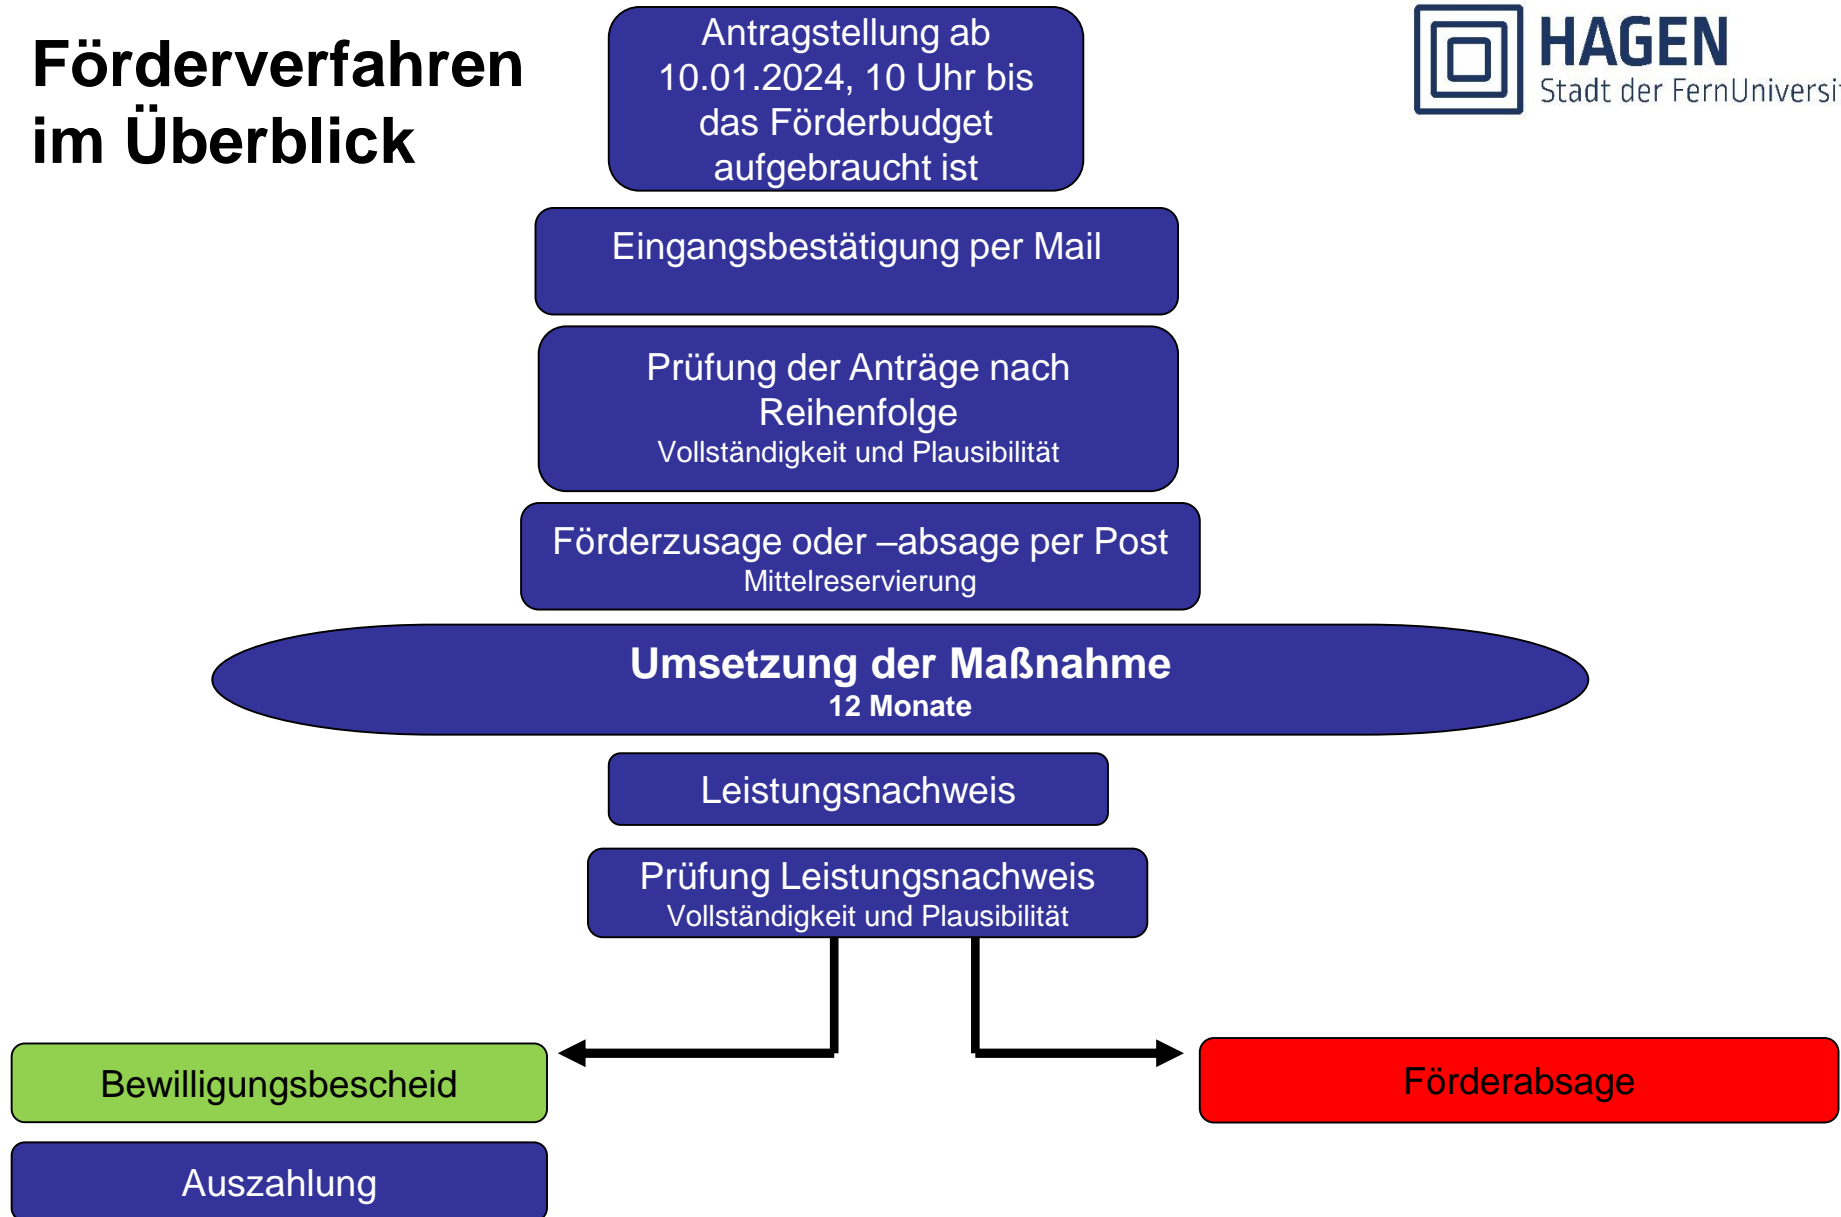 Förderverfahren
im Überblick
Antragstellung ab
10.01.2024, 10 Uhr bis
das Förderbudget
aufgebraucht ist
HAGEN
Stadt der FernUniversi
Eingangsbestätigung per Mail
Prüfung der Anträge nach
Reihenfolge
Vollständigkeit und Plausibilität
Förderzusage oder –absage per Post
Mittelreservierung
Umsetzung der Maßnahme
12 Monate
Leistungsnachweis
Prüfung Leistungsnachweis
Vollständigkeit und Plausibilität
Bewilligungsbescheid
Förderabsage
Auszahlung